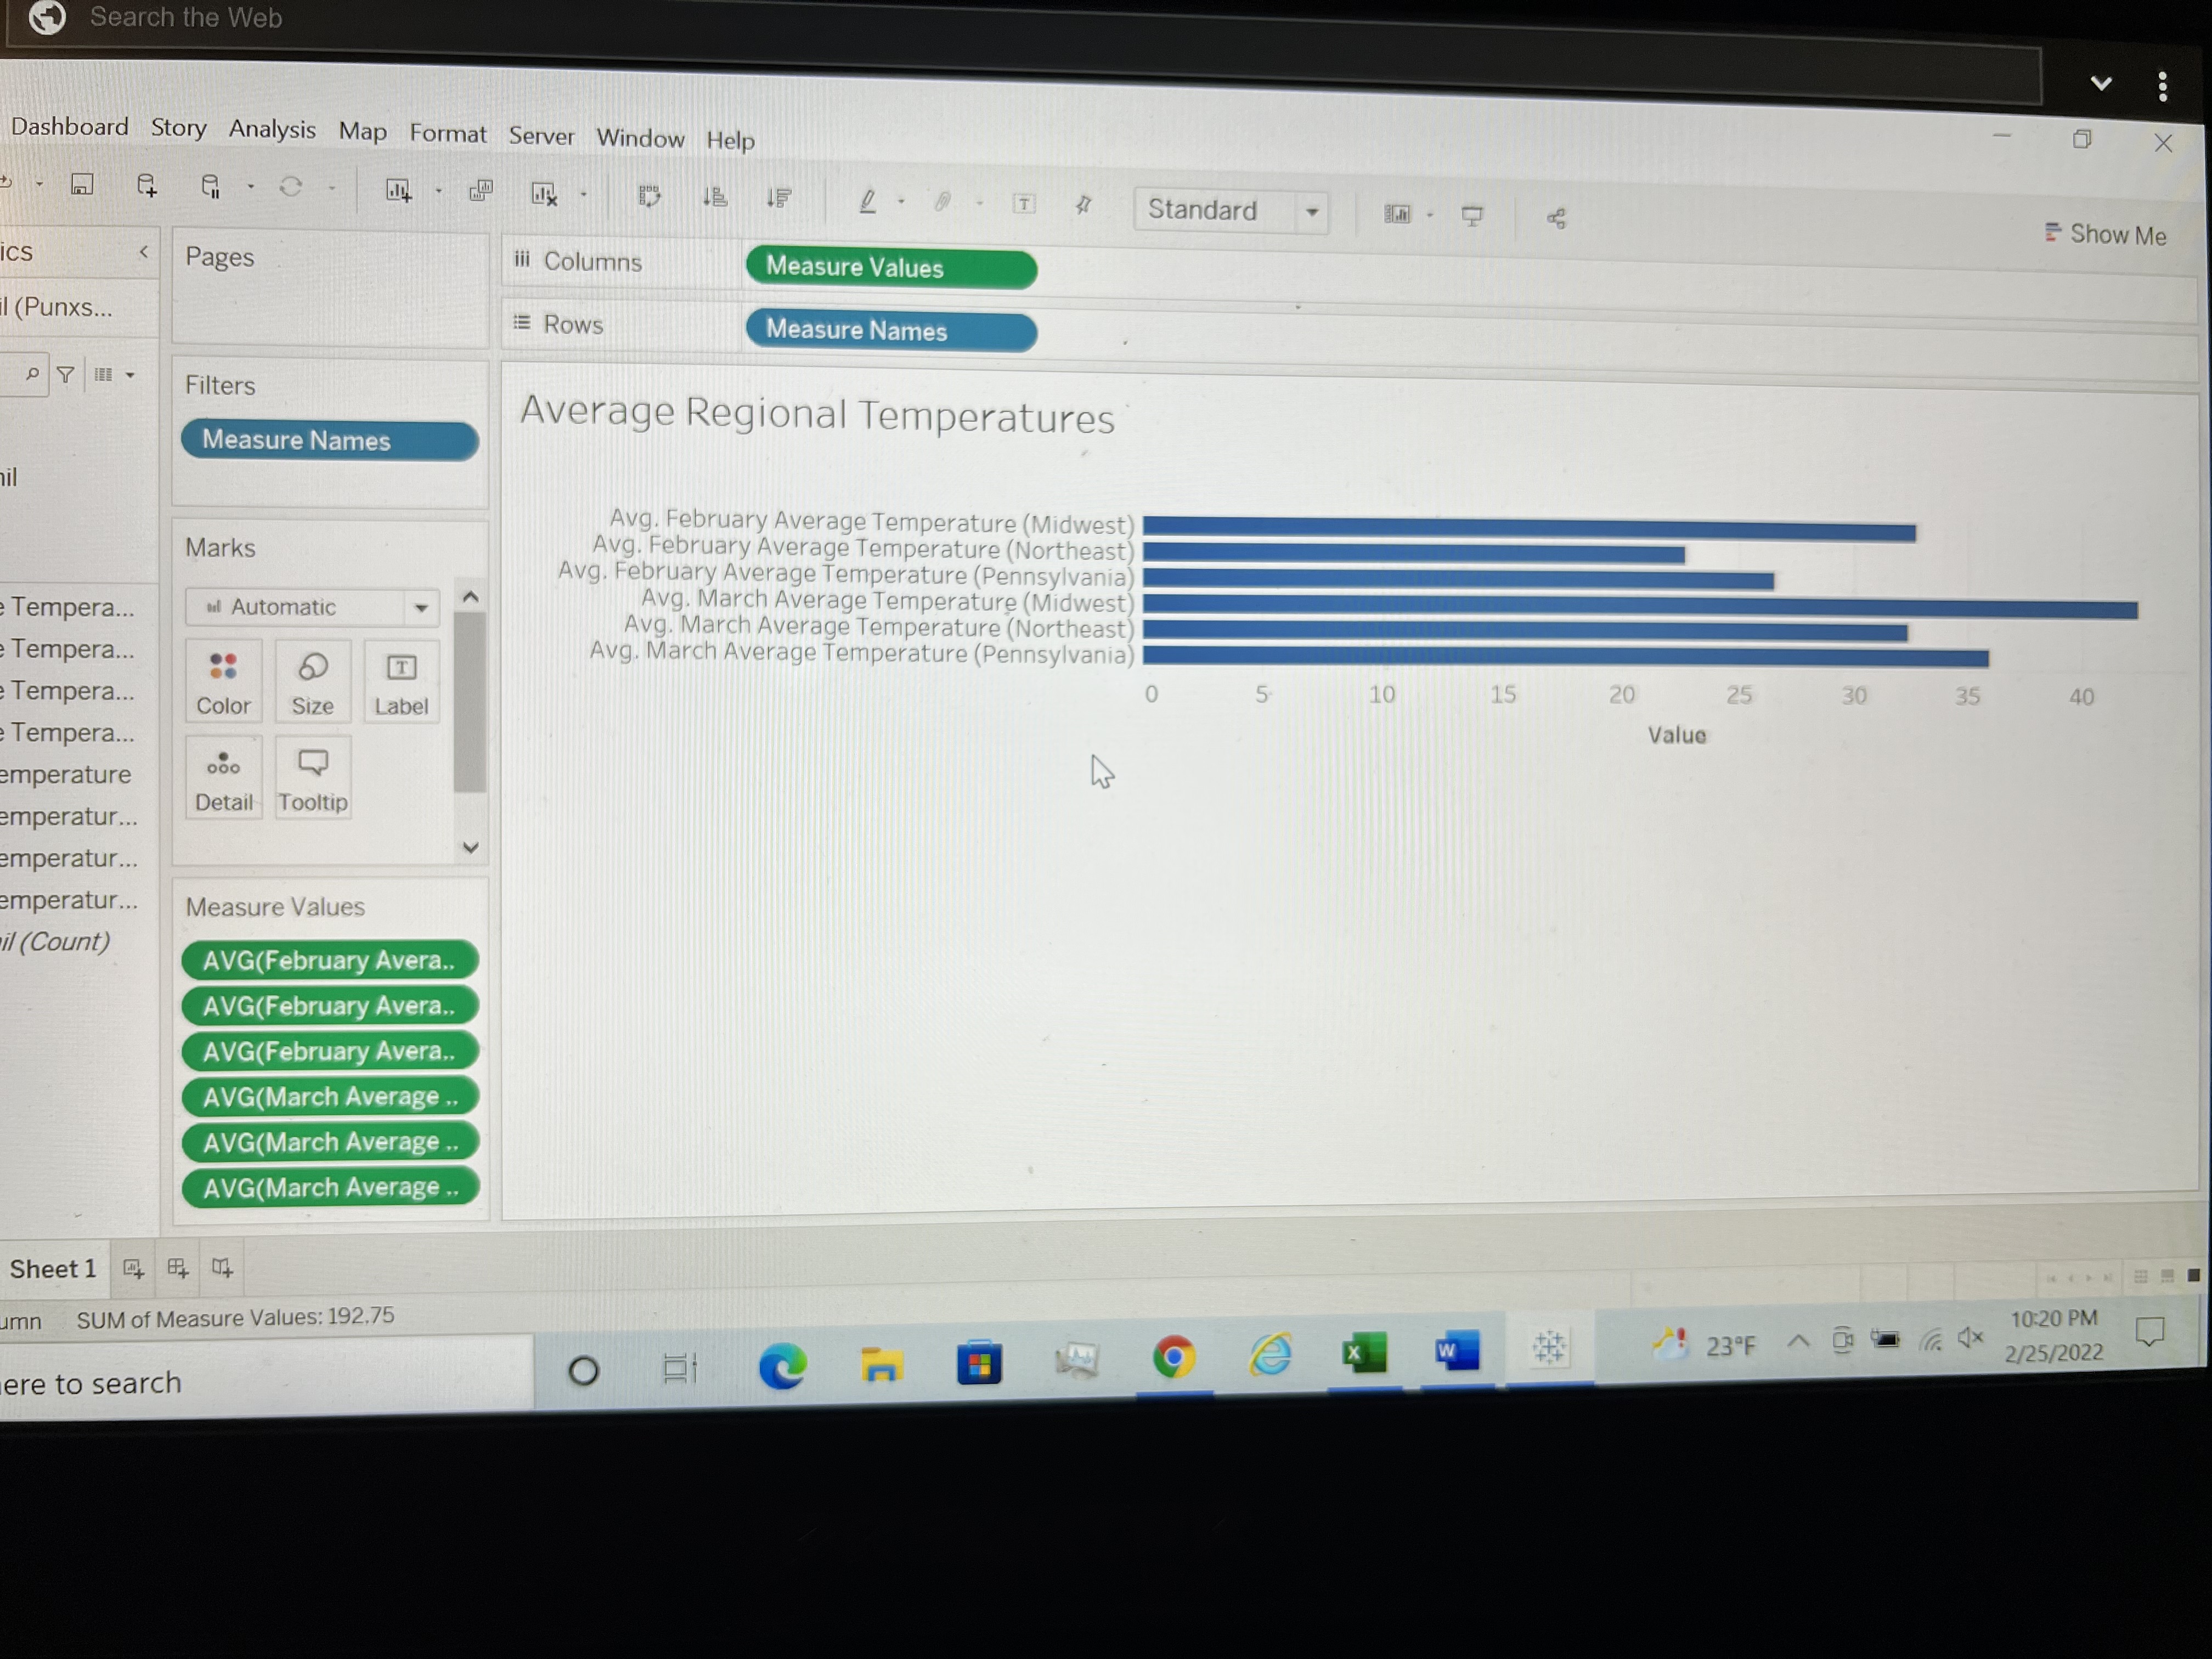 Search the Web
Dashboard Story Analysis Map Format Server Window Help
Standard
Show Me
ics
Pages
Columns
Measure Values
il (Punxs...
Rows
Measure Names
Filters
Measure Names
Average Regional Temperatures
nil
Avg. February Average Temperature (Midwest)
Avg. February Average Temperature (Northeast)
Avg. February Average Temperature (Pennsylvania)
Avg. March Average Temperature (Midwest)
Avg. March Average Temperature (Northeast)
Avg. March Average Temperature (Pennsylvania)
0 5 10 15 20 25 30 35 40
Value
Marks
Automatic
Color Size Label
Detail Tooltip
e Tempera...
e Tempera...
e Tempera...
e Tempera...
emperature
emperatur...
emperatur...
emperatur...
il (Count)
Measure Values
AVG(February Avera..
AVG(February Avera..
AVG(February Avera..
AVG(March Average ..
AVG(March Average ..
AVG(March Average ..
Sheet 1
umn SUM of Measure Values: 192.75
ere to search
23°F
10:20 PM
2/25/2022